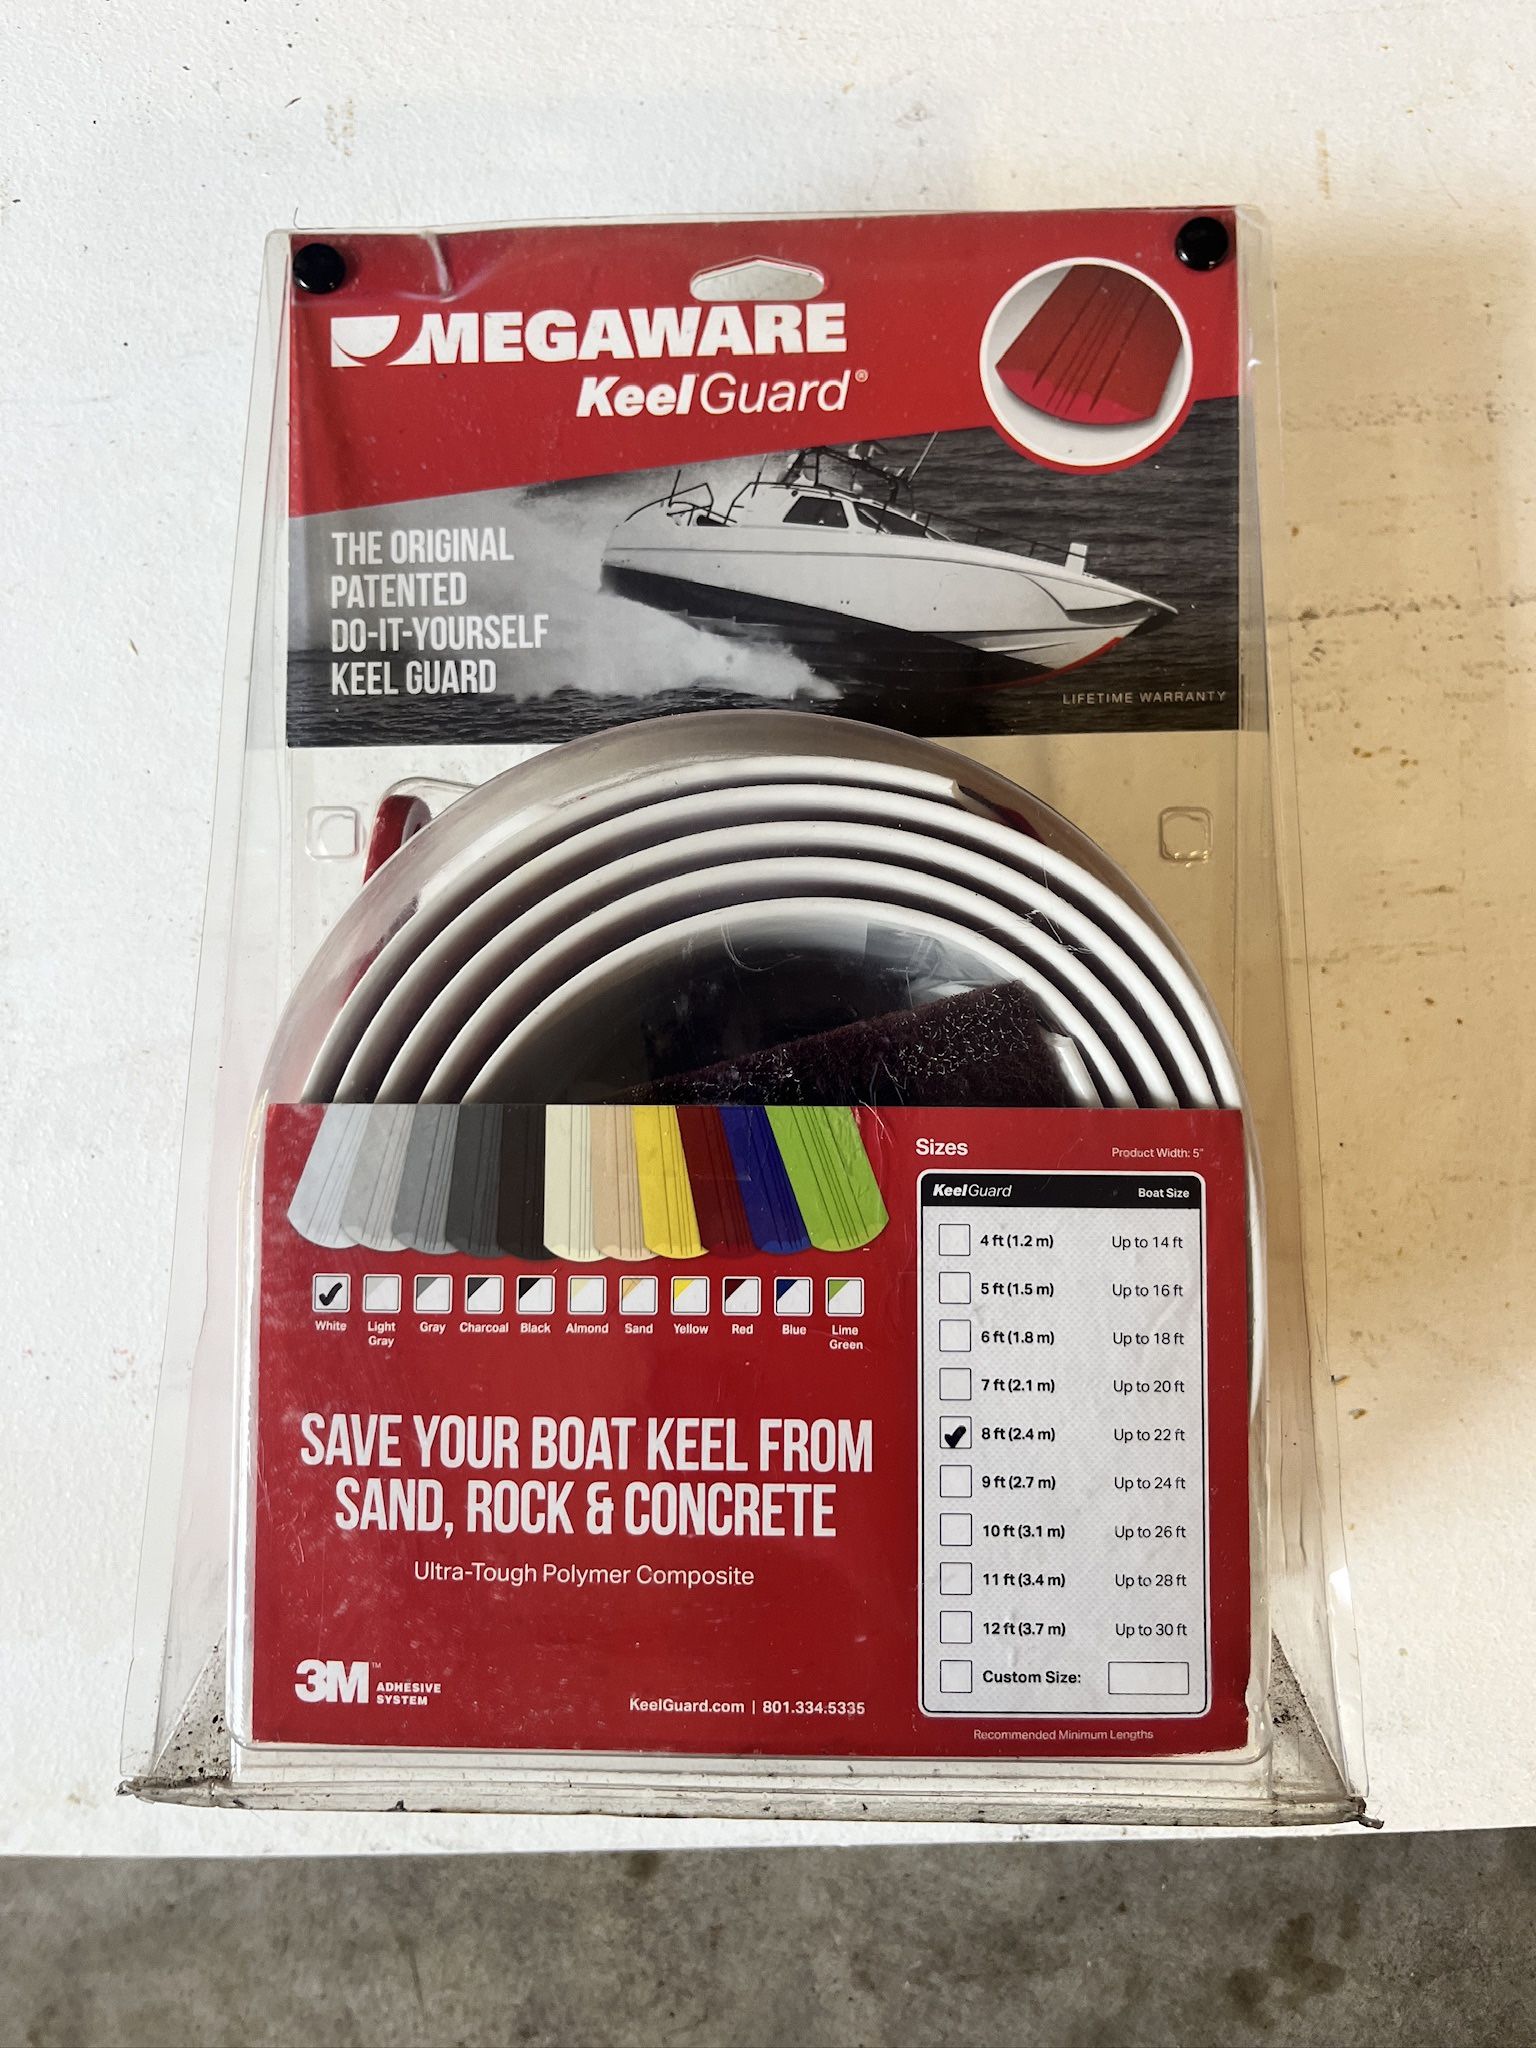 MEGAWARE
KeelGuard®
THE ORIGINAL
PATENTED
DO-IT-YOURSELF
KEEL GUARD
LIFETIME WARRANTY
Sizes
Product Width: 5"
KeelGuard Boat Size
4 ft (1.2 m) Up to 14 ft
5 ft (1.5 m) Up to 16 ft
6 ft (1.8 m) Up to 18 ft
7 ft (2.1 m) Up to 20 ft
8 ft (2.4 m) Up to 22 ft
9 ft (2.7 m) Up to 24 ft
10 ft (3.1 m) Up to 26 ft
11 ft (3.4 m) Up to 28 ft
12 ft (3.7 m) Up to 30 ft
Custom Size:
Recommended Minimum Lengths
White Light Gray Gray Charcoal Black Almond Sand Yellow Red Blue Lime Green
SAVE YOUR BOAT KEEL FROM
SAND, ROCK & CONCRETE
Ultra-Tough Polymer Composite
3M™ ADHESIVE
SYSTEM
KeelGuard.com | 801.334.5335